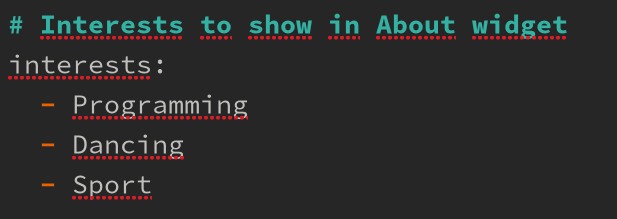 # Interests to show in About widget
interests:
- Programming
- Dancing
- Sport